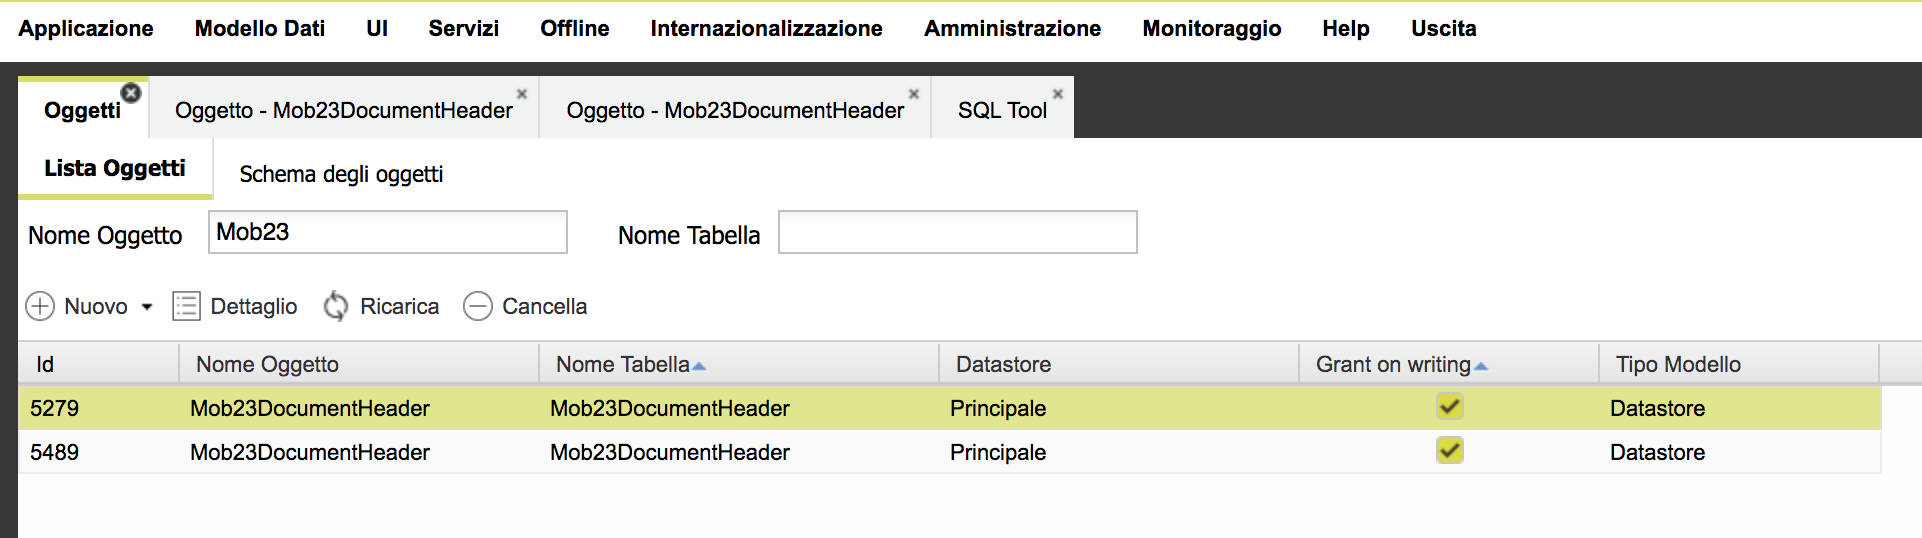 Applicazione Modello Dati UI Servizi Offline Internazionalizzazione Amministrazione Monitoraggio Help Uscita
Oggetti Oggetto - Mob23DocumentHeader Oggetto - Mob23DocumentHeader SQL Tool
Lista Oggetti Schema degli oggetti
Nome Oggetto Mob23 Nome Tabella
Nuovo Dettaglio Ricarica Cancella
Id Nome Oggetto Nome Tabella Datastore Grant on writing Tipo Modello
5279 Mob23DocumentHeader Mob23DocumentHeader Principale Datastore
5489 Mob23DocumentHeader Mob23DocumentHeader Principale Datastore